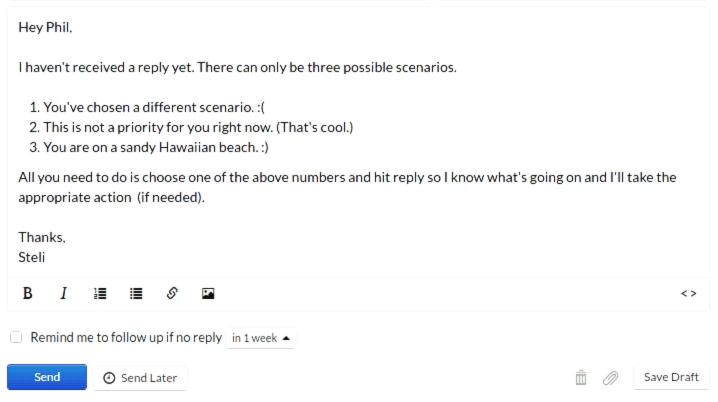 Hey Phil,
I haven't received a reply yet. There can only be three possible scenarios.
1. You've chosen a different scenario. :(
2. This is not a priority for you right now. (That's cool.)
3. You are on a sandy Hawaiian beach. :)
All you need to do is choose one of the above numbers and hit reply so I know what's going on and I'll take the
appropriate action (if needed).
Thanks,
Steli
B I <>
Remind me to follow up if no reply in 1 week
Send Send Later Save Draft